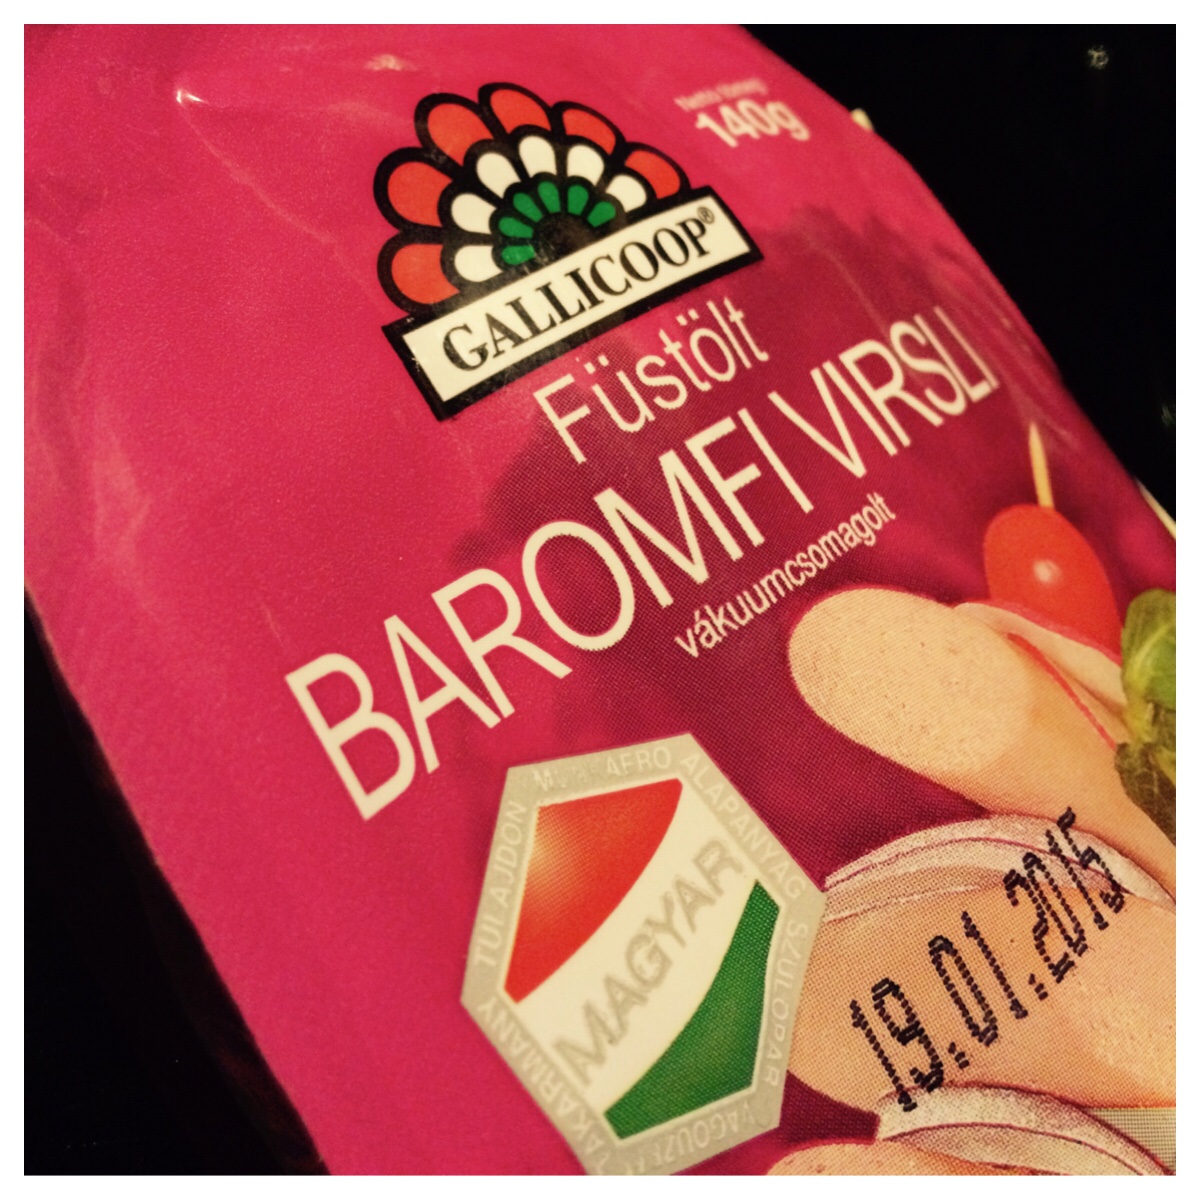 Nettó tömeg:
140g
GALLICOOP®
Füstölt
BAROMFI VIRSLI
vákuumcsomagolt
TULAJDON
ALAPANYAG
SZÜLŐPÁR
TAKARMÁNY
MAGYAR
19.01.2015